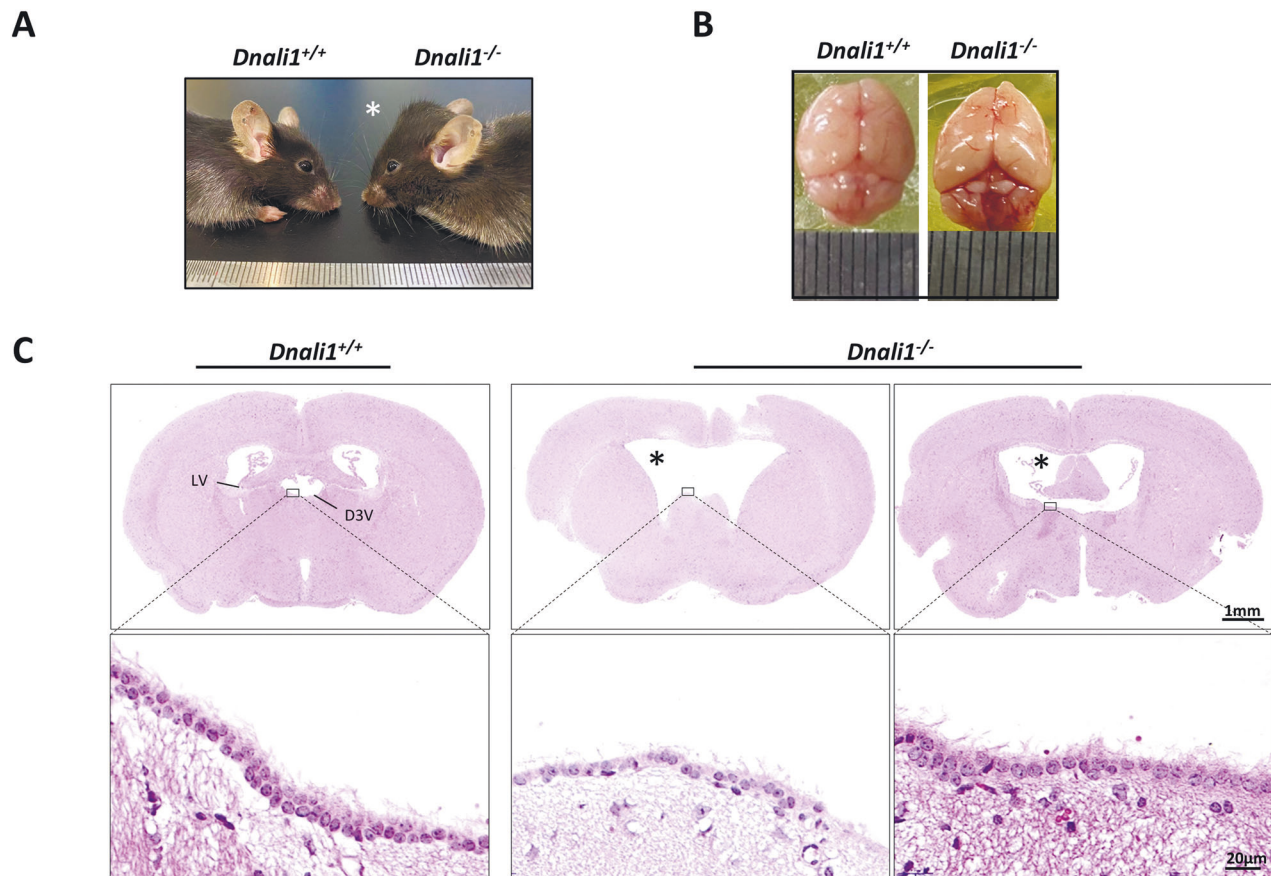 A
Dnali1+/+ Dnali1-/-
*
B
Dnali1+/+ Dnali1-/-
C
Dnali1+/+ Dnali1-/-
LV
D3V
*
*
1mm
20µm